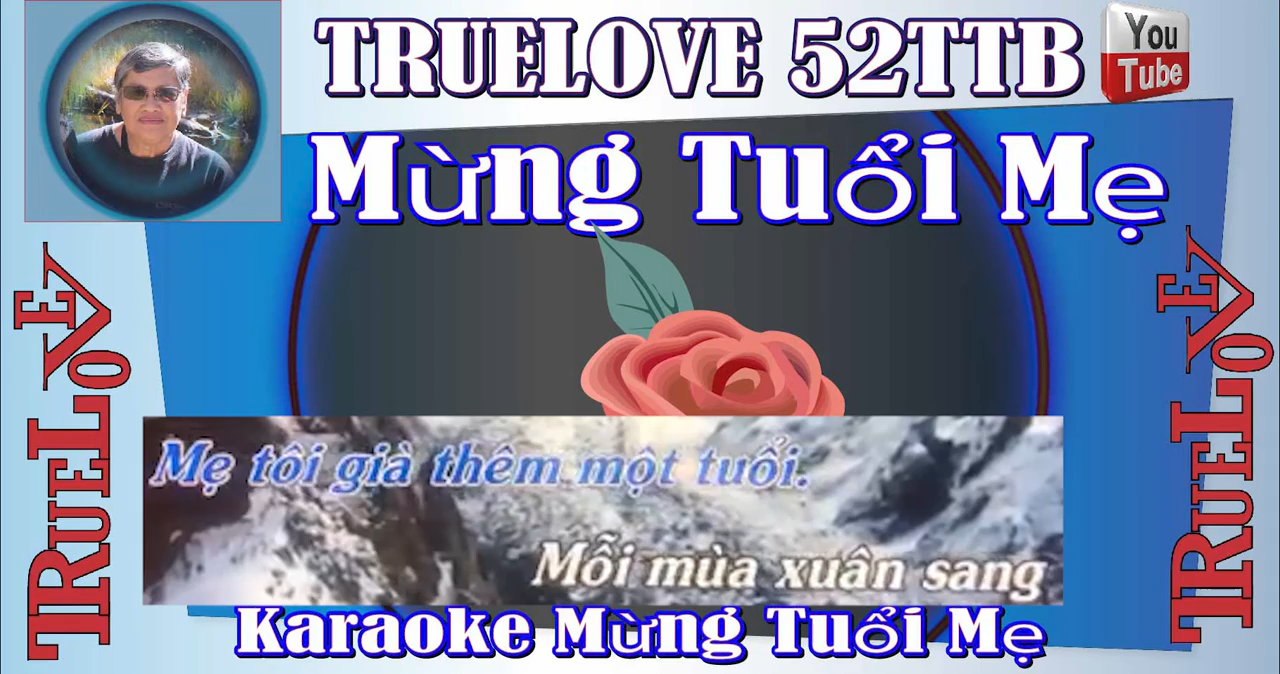 TRUELOVE 52TTB
You
Tube
Mừng Tuổi Mẹ
TRUELOVE
TRUELOVE
Mẹ tôi già thêm một tuổi.
Mỗi mùa xuân sang
Karaoke Mừng Tuổi Mẹ